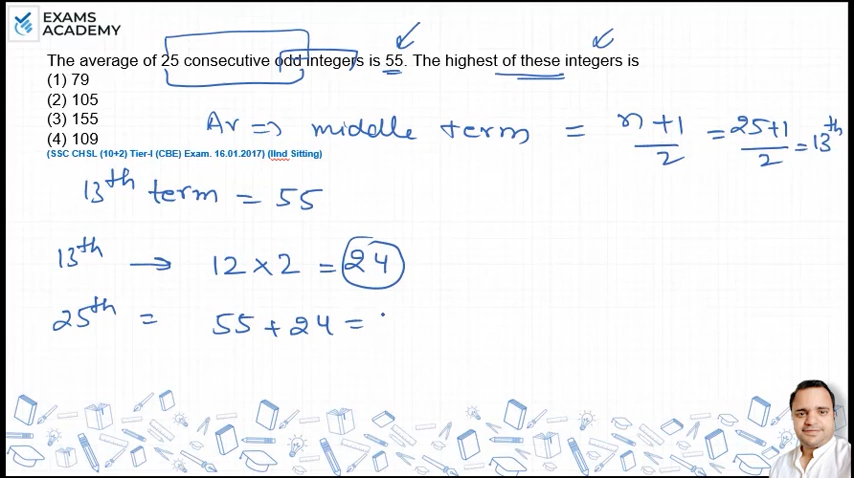 EXAMS
ACADEMY
The average of 25 consecutive odd integers is 55. The highest of these integers is
(1) 79
(2) 105
(3) 155
(4) 109
(SSC CHSL (10+2) Tier-I (CBE) Exam. 16.01.2017) (IInd Sitting)
Av => middle term = n+1/2 = 25+1/2 = 13th
13th term = 55
13th → 12 × 2 = 24
25th = 55 + 24 =